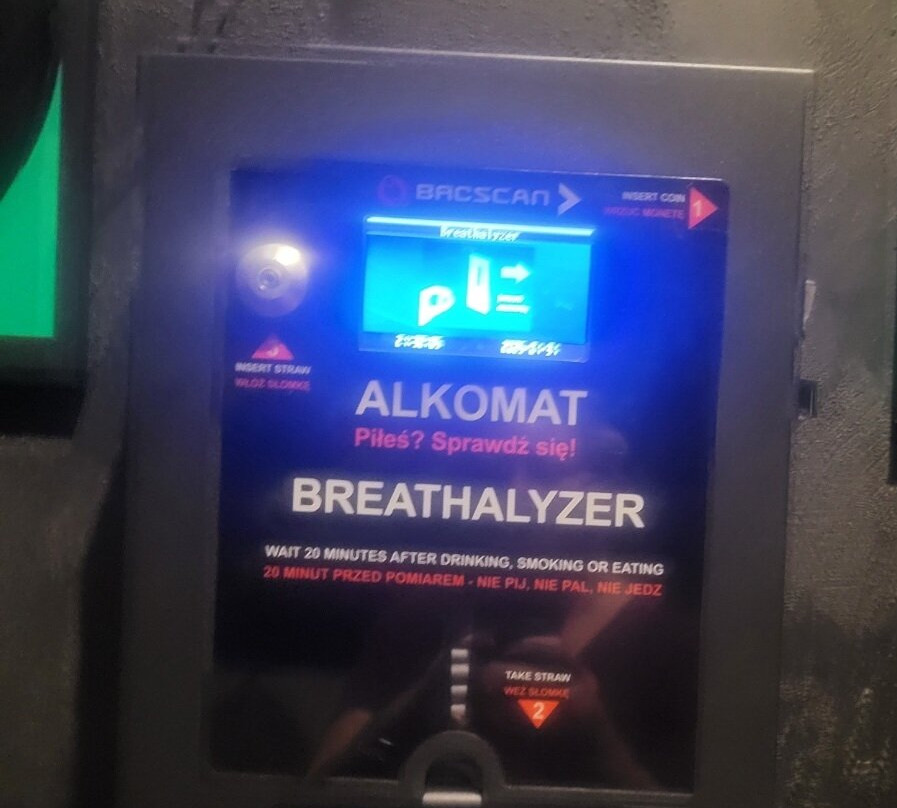 BACSCAN
INSERT COIN
WRZUĆ MONETĘ
1
Breathalyzer
3
INSERT STRAW
WŁÓŻ SŁOMKĘ
ALKOMAT
Piłeś? Sprawdź się!
BREATHALYZER
WAIT 20 MINUTES AFTER DRINKING, SMOKING OR EATING
20 MINUT PRZED POMIAREM - NIE PIJ, NIE PAL, NIE JEDZ
TAKE STRAW
WEŹ SŁOMKĘ
2